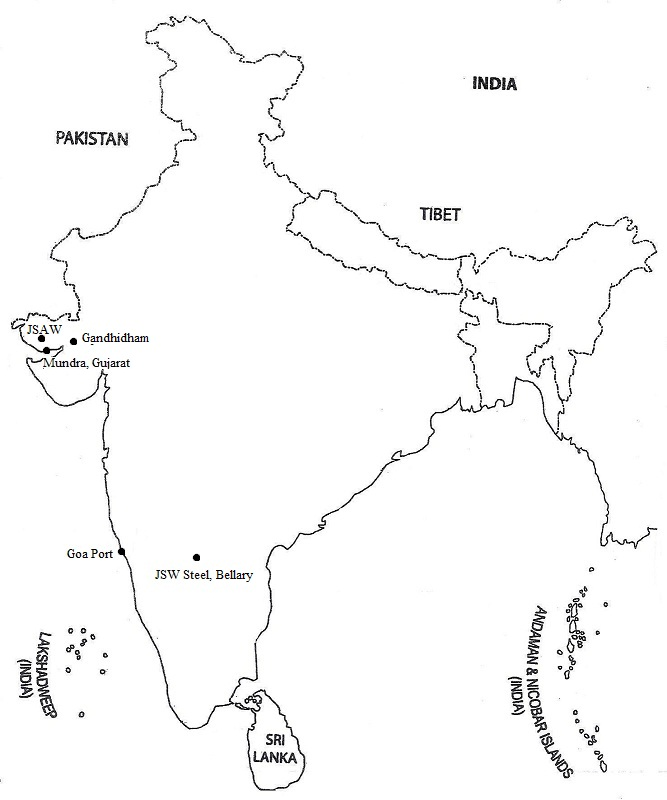 INDIA
PAKISTAN
TIBET
JSAW
Gandhidham
Mundra, Gujarat
Goa Port
JSW Steel, Bellary
LAKSHADWEEP
(INDIA)
ANDAMAN & NICOBAR ISLANDS
(INDIA)
SRI
LANKA